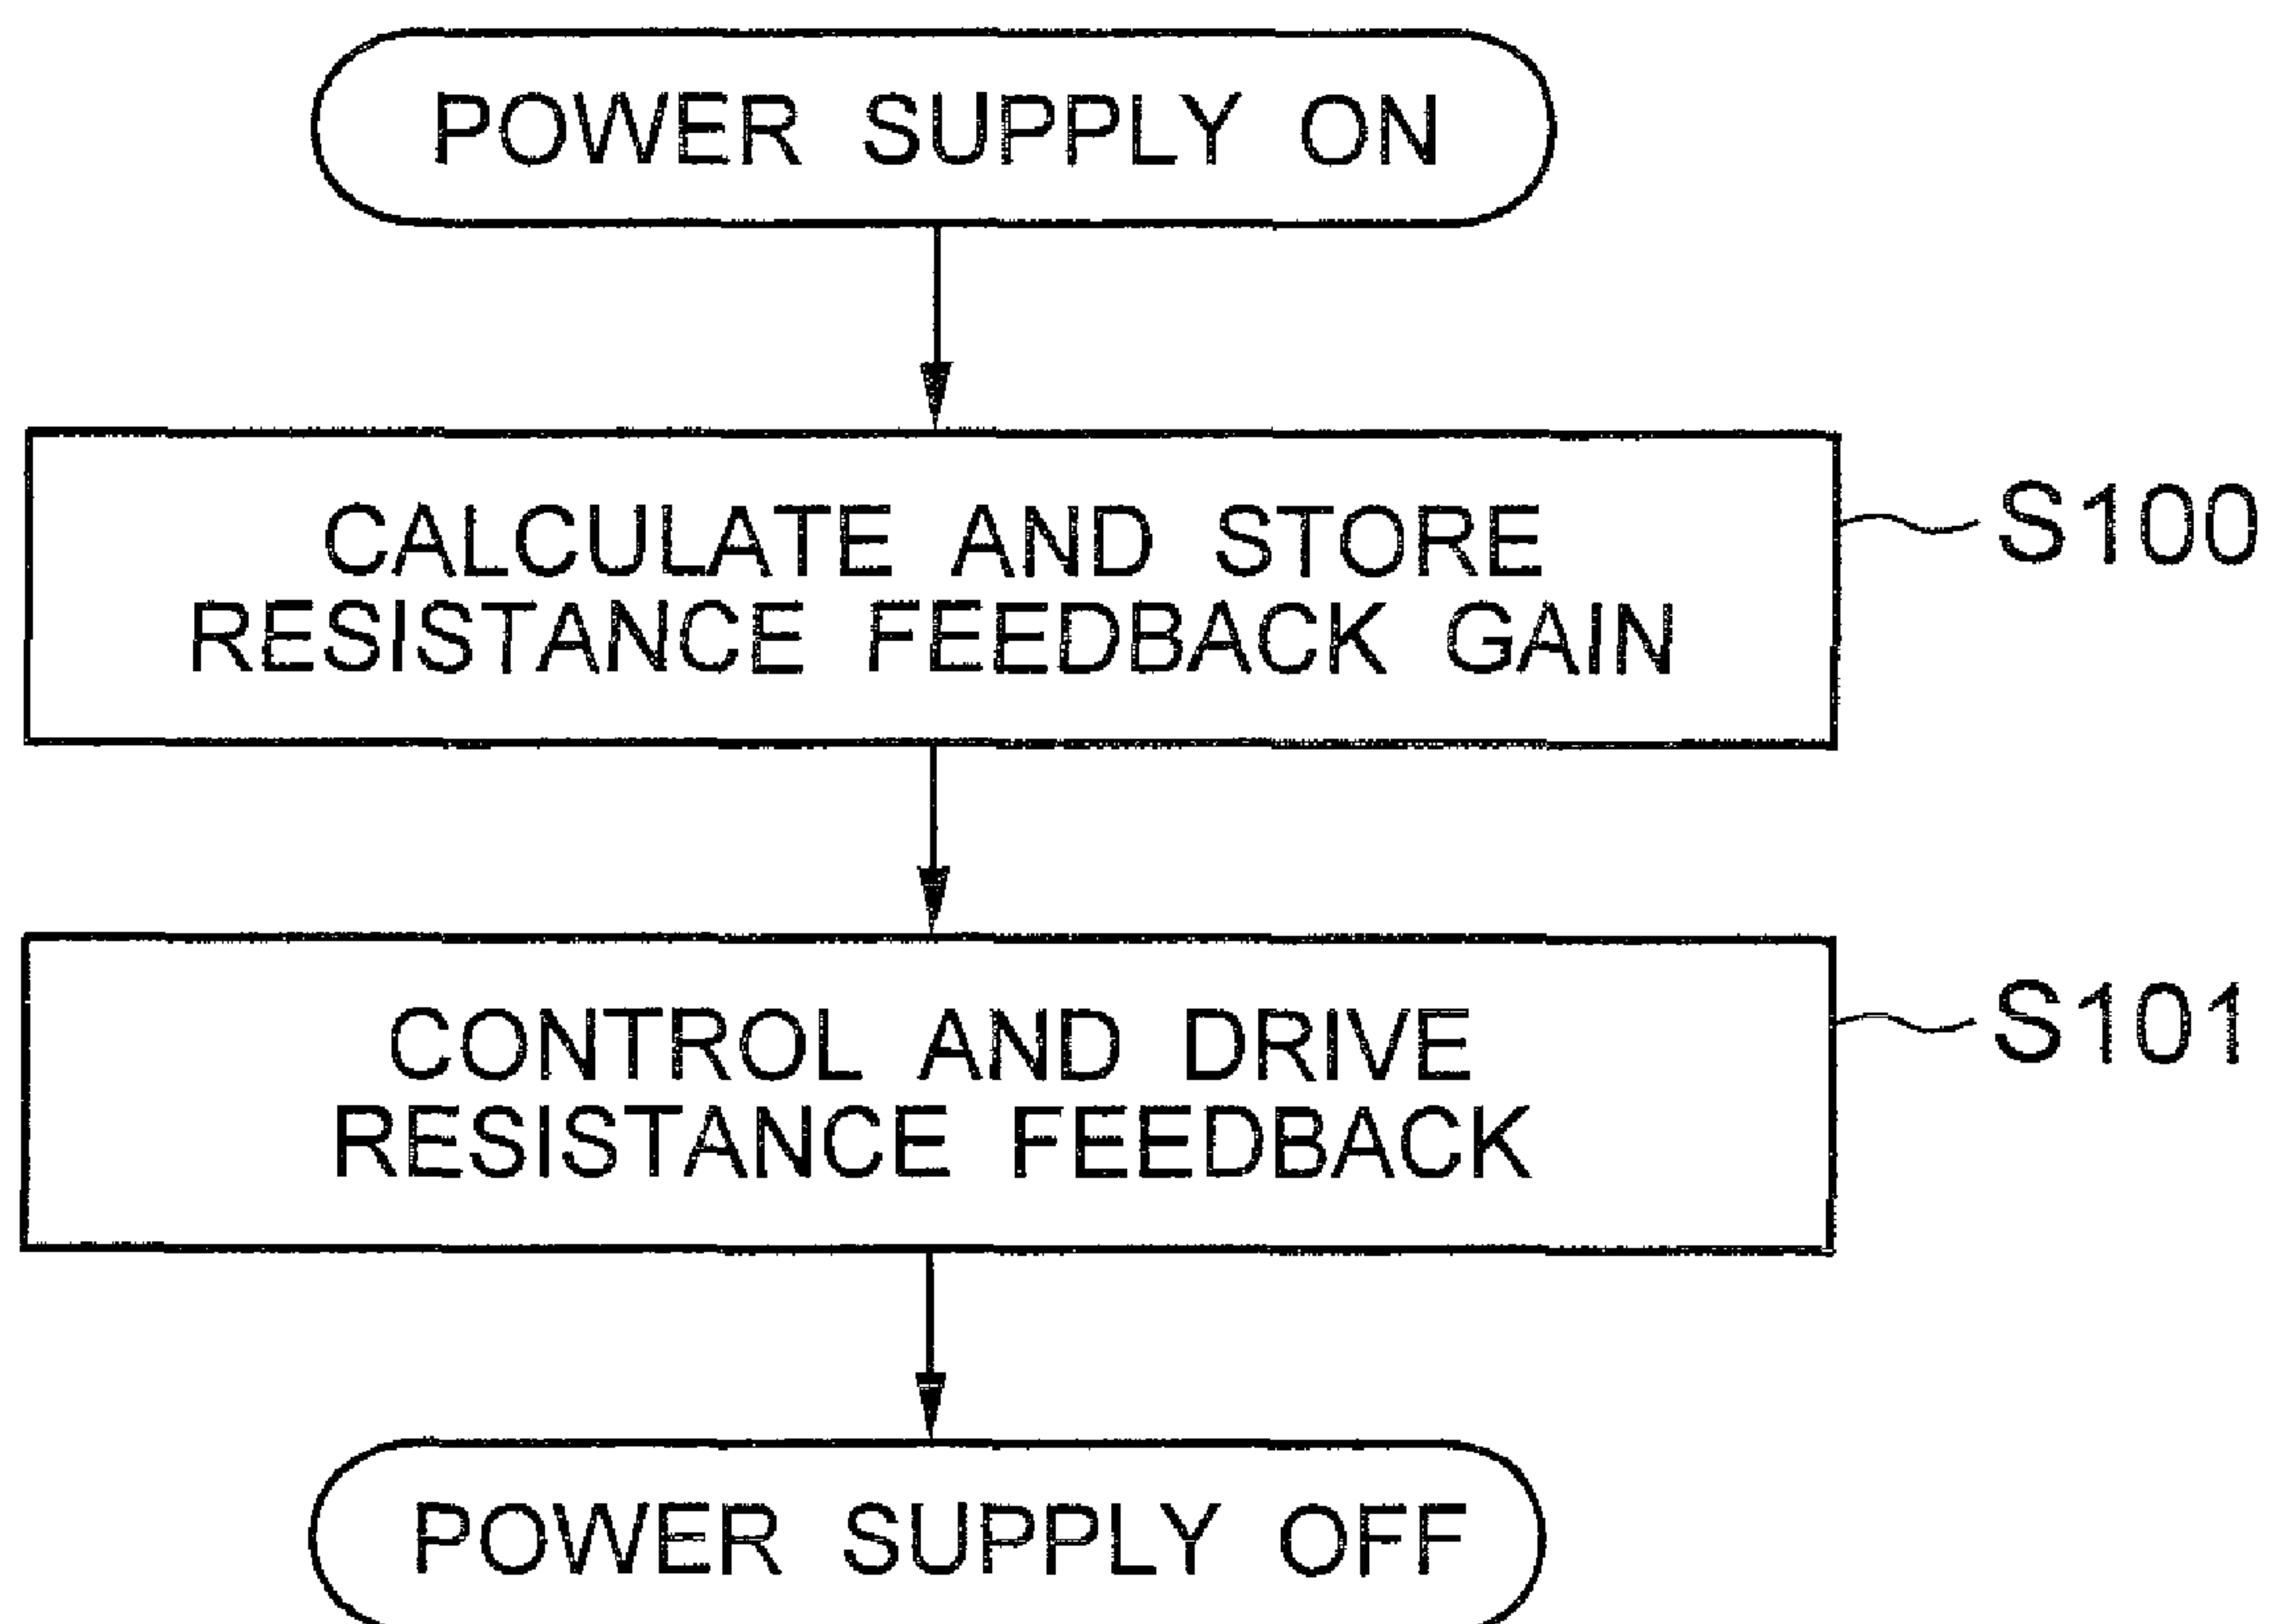 POWER SUPPLY ON
CALCULATE AND STORE
RESISTANCE FEEDBACK GAIN
S100
CONTROL AND DRIVE
RESISTANCE FEEDBACK
S101
POWER SUPPLY OFF